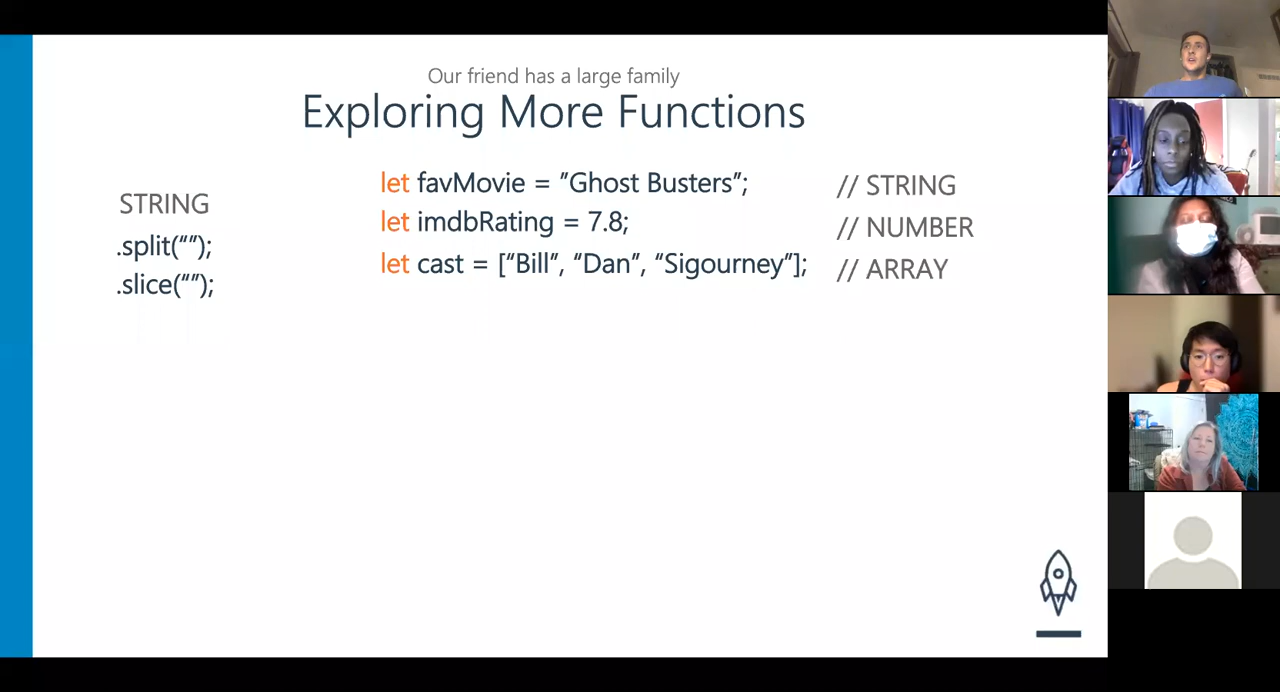 Our friend has a large family
Exploring More Functions
STRING
.split(“”);
.slice(“”);
let favMovie = ”Ghost Busters”;
let imdbRating = 7.8;
let cast = [“Bill”, “Dan”, “Sigourney”];
// STRING
// NUMBER
// ARRAY